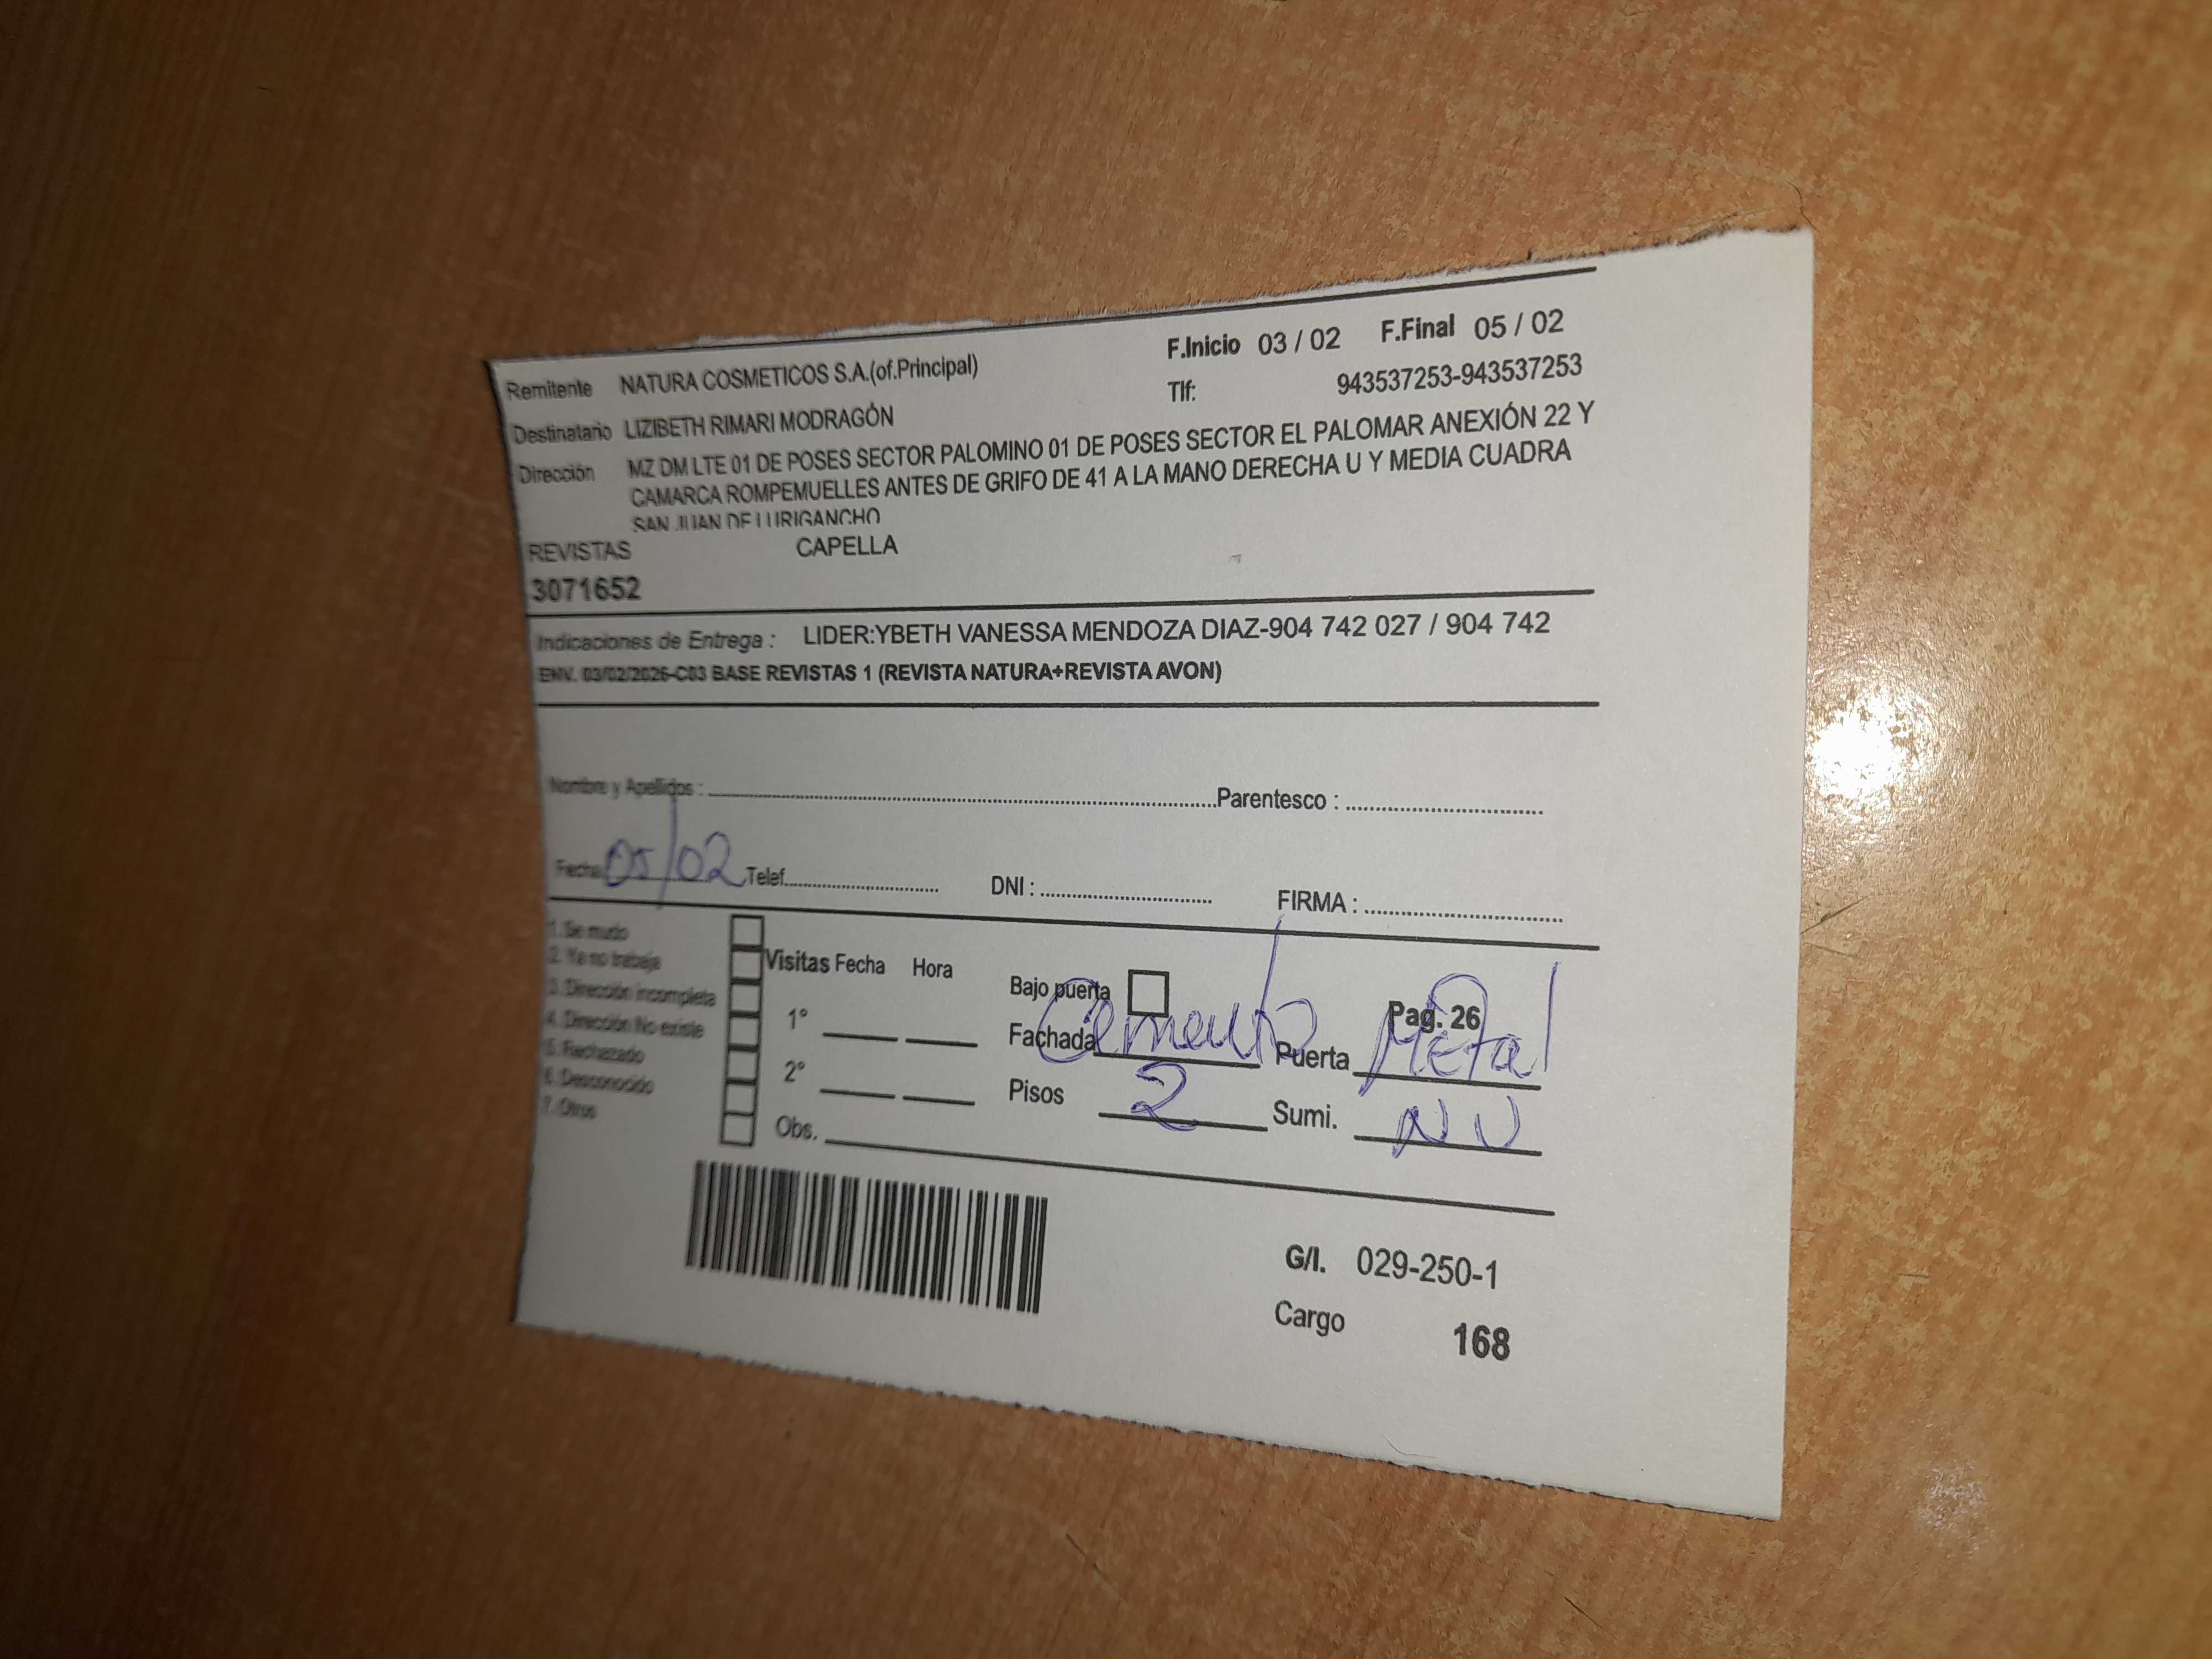 F.Inicio 03 / 02 F.Final 05 / 02
Remitente NATURA COSMETICOS S.A.(of.Principal) Tlf: 943537253-943537253
Destinatario LIZIBETH RIMARI MODRAGÓN
Dirección MZ DM LTE 01 DE POSES SECTOR PALOMINO 01 DE POSES SECTOR EL PALOMAR ANEXIÓN 22 Y
CAMARCA ROMPEMUELLES ANTES DE GRIFO DE 41 A LA MANO DERECHA U Y MEDIA CUADRA
SAN JUAN DE LURIGANCHO
REVISTAS CAPELLA
3071652
Indicaciones de Entrega : LIDER:YBETH VANESSA MENDOZA DIAZ-904 742 027 / 904 742
ENV. 03/02/2026-C03 BASE REVISTAS 1 (REVISTA NATURA+REVISTA AVON)
Nombre y Apellidos : Parentesco :
Fecha 05/02 Telef. DNI : FIRMA :
1. Se mudo
2. Ya no trabaja
3. Dirección incompleta
4. Dirección No existe
5. Rechazado
6. Desconocido
7. Otros
Visitas Fecha Hora
1°
2°
Obs.
Bajo puerta Pag. 26
Fachada Cemento Puerta Metal
Pisos 2 Sumi. N U
G/I. 029-250-1
Cargo 168